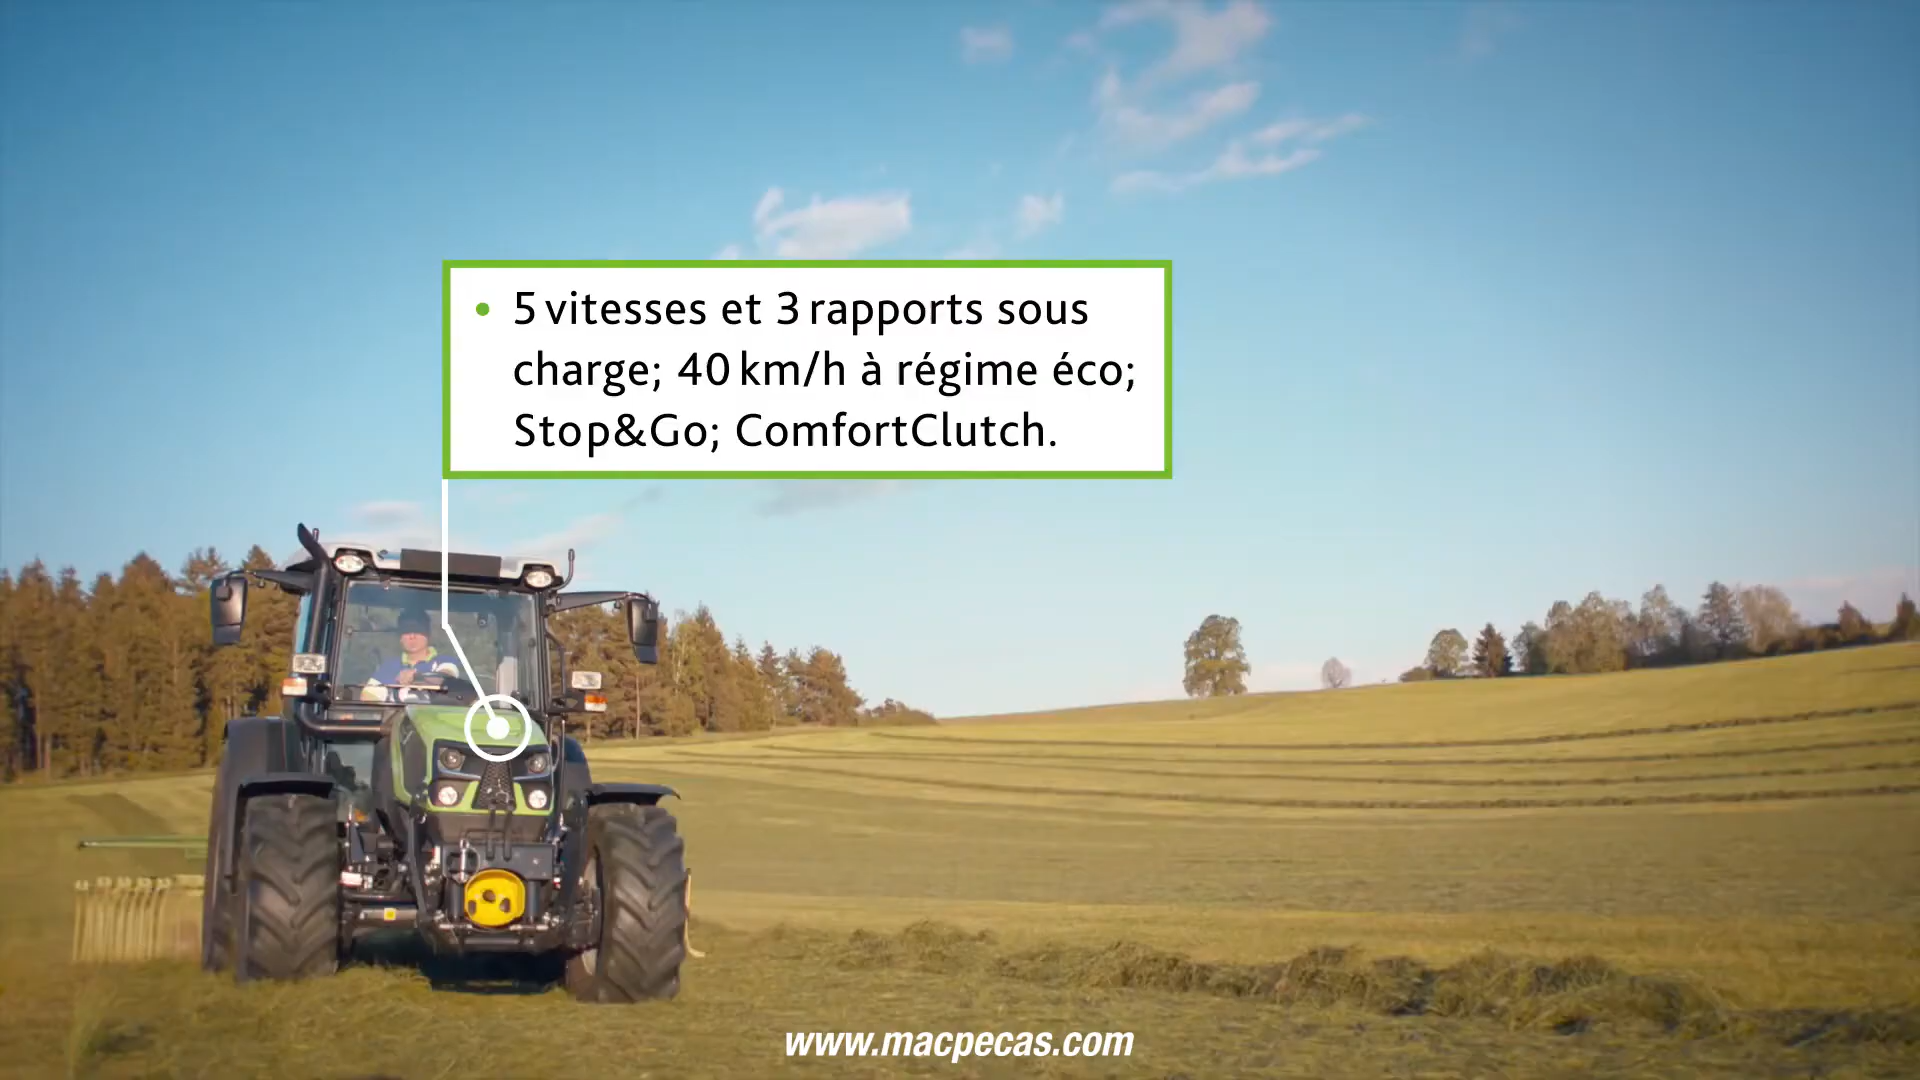 • 5 vitesses et 3 rapports sous
charge; 40 km/h à régime éco;
Stop&Go; ComfortClutch.
www.macpecas.com